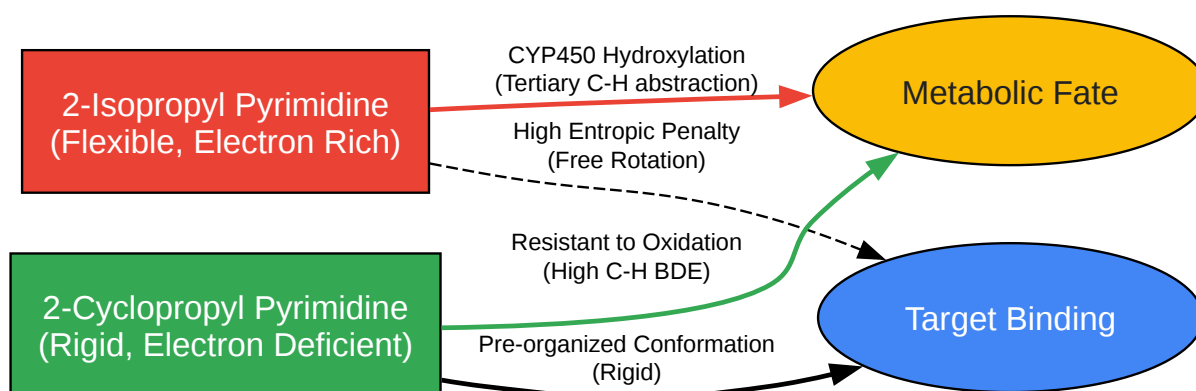 2-Isopropyl Pyrimidine
(Flexible, Electron Rich)
CYP450 Hydroxylation
(Tertiary C-H abstraction)
Metabolic Fate
High Entropic Penalty
(Free Rotation)
2-Cyclopropyl Pyrimidine
(Rigid, Electron Deficient)
Resistant to Oxidation
(High C-H BDE)
Target Binding
Pre-organized Conformation
(Rigid)